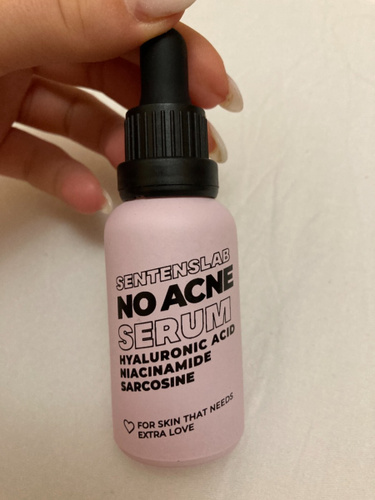 SENTENSLAB
NO ACNE
SERUM
HYALURONIC ACID
NIACINAMIDE
SARCOSINE
FOR SKIN THAT NEEDS
EXTRA LOVE